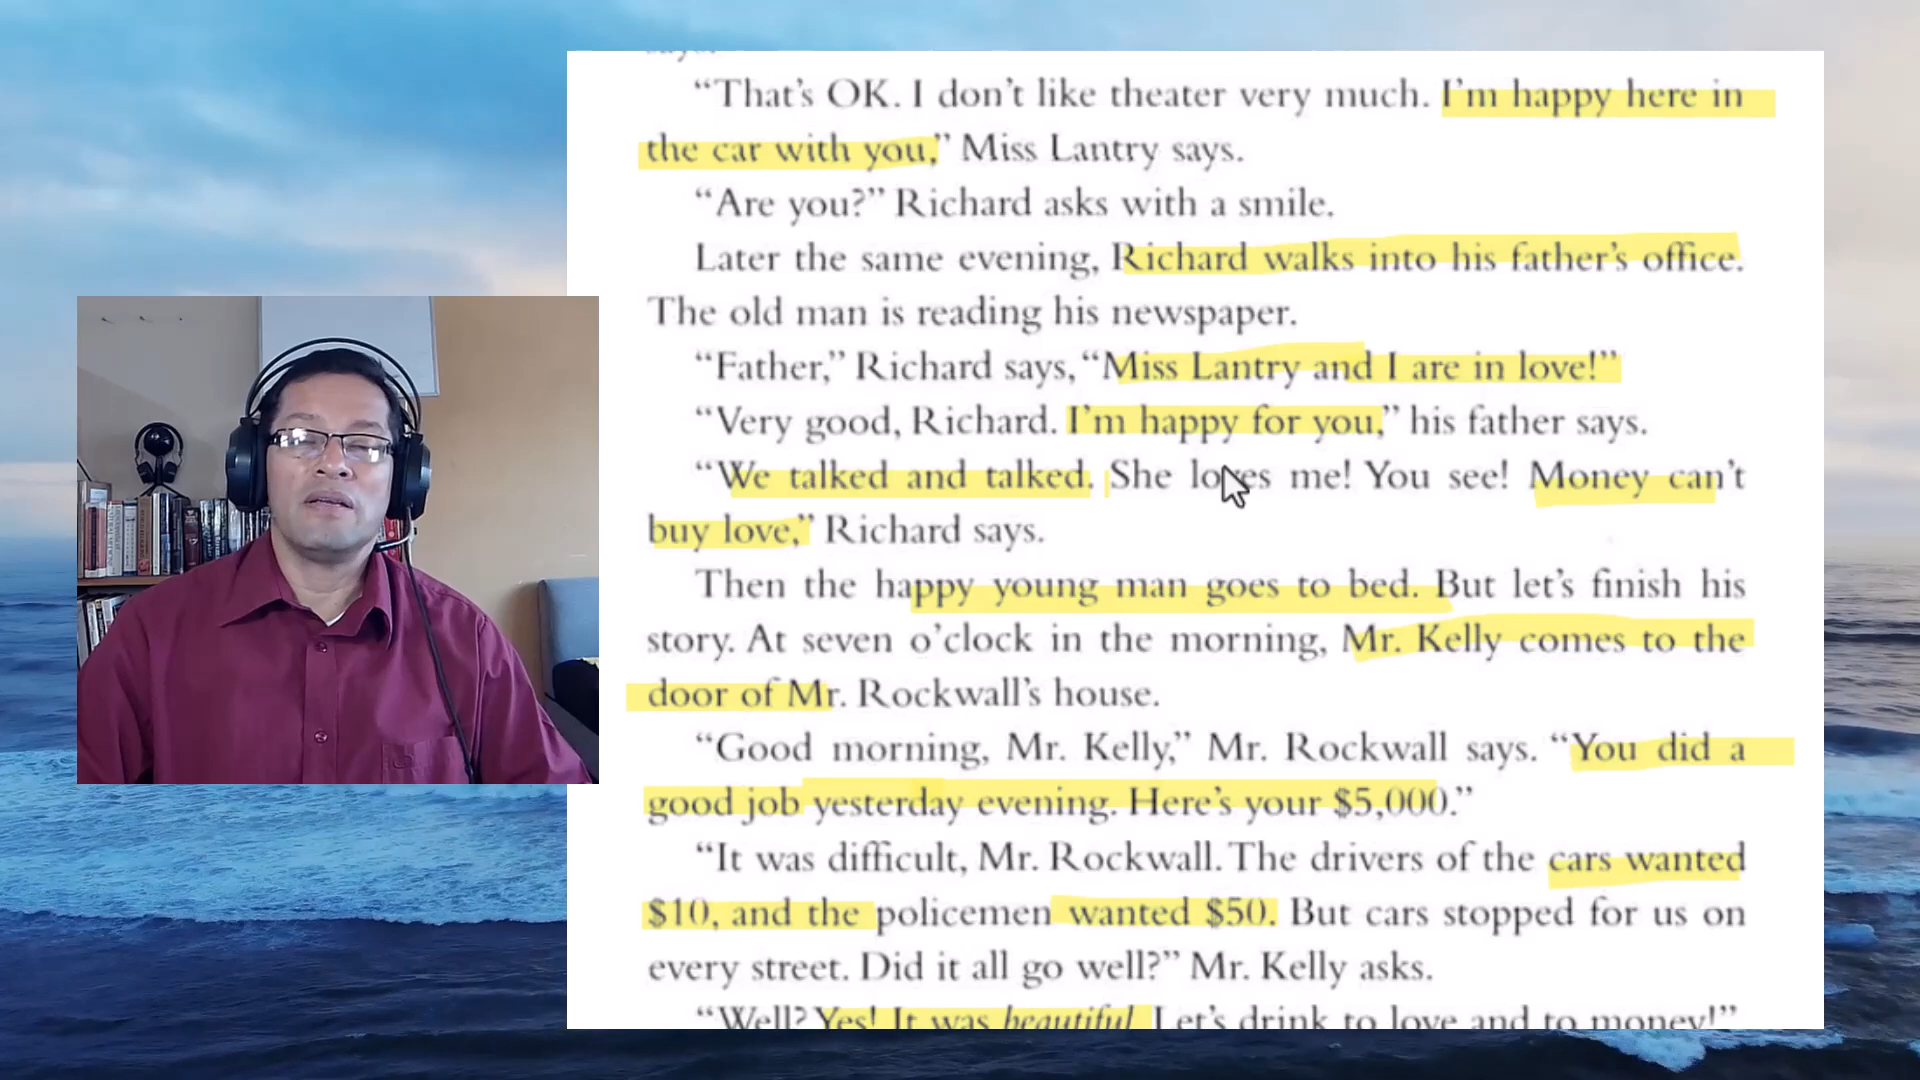 “That’s OK. I don’t like theater very much. I’m happy here in
the car with you,” Miss Lantry says.
“Are you?” Richard asks with a smile.
Later the same evening, Richard walks into his father’s office.
The old man is reading his newspaper.
“Father,” Richard says, “Miss Lantry and I are in love!”
“Very good, Richard. I’m happy for you,” his father says.
“We talked and talked. She loves me! You see! Money can’t
buy love,” Richard says.
Then the happy young man goes to bed. But let’s finish his
story. At seven o’clock in the morning, Mr. Kelly comes to the
door of Mr. Rockwall’s house.
“Good morning, Mr. Kelly,” Mr. Rockwall says. “You did a
good job yesterday evening. Here’s your $5,000.”
“It was difficult, Mr. Rockwall. The drivers of the cars wanted
$10, and the policemen wanted $50. But cars stopped for us on
every street. Did it all go well?” Mr. Kelly asks.
“Well? Yes! It was beautiful. Let’s drink to love and to money!”